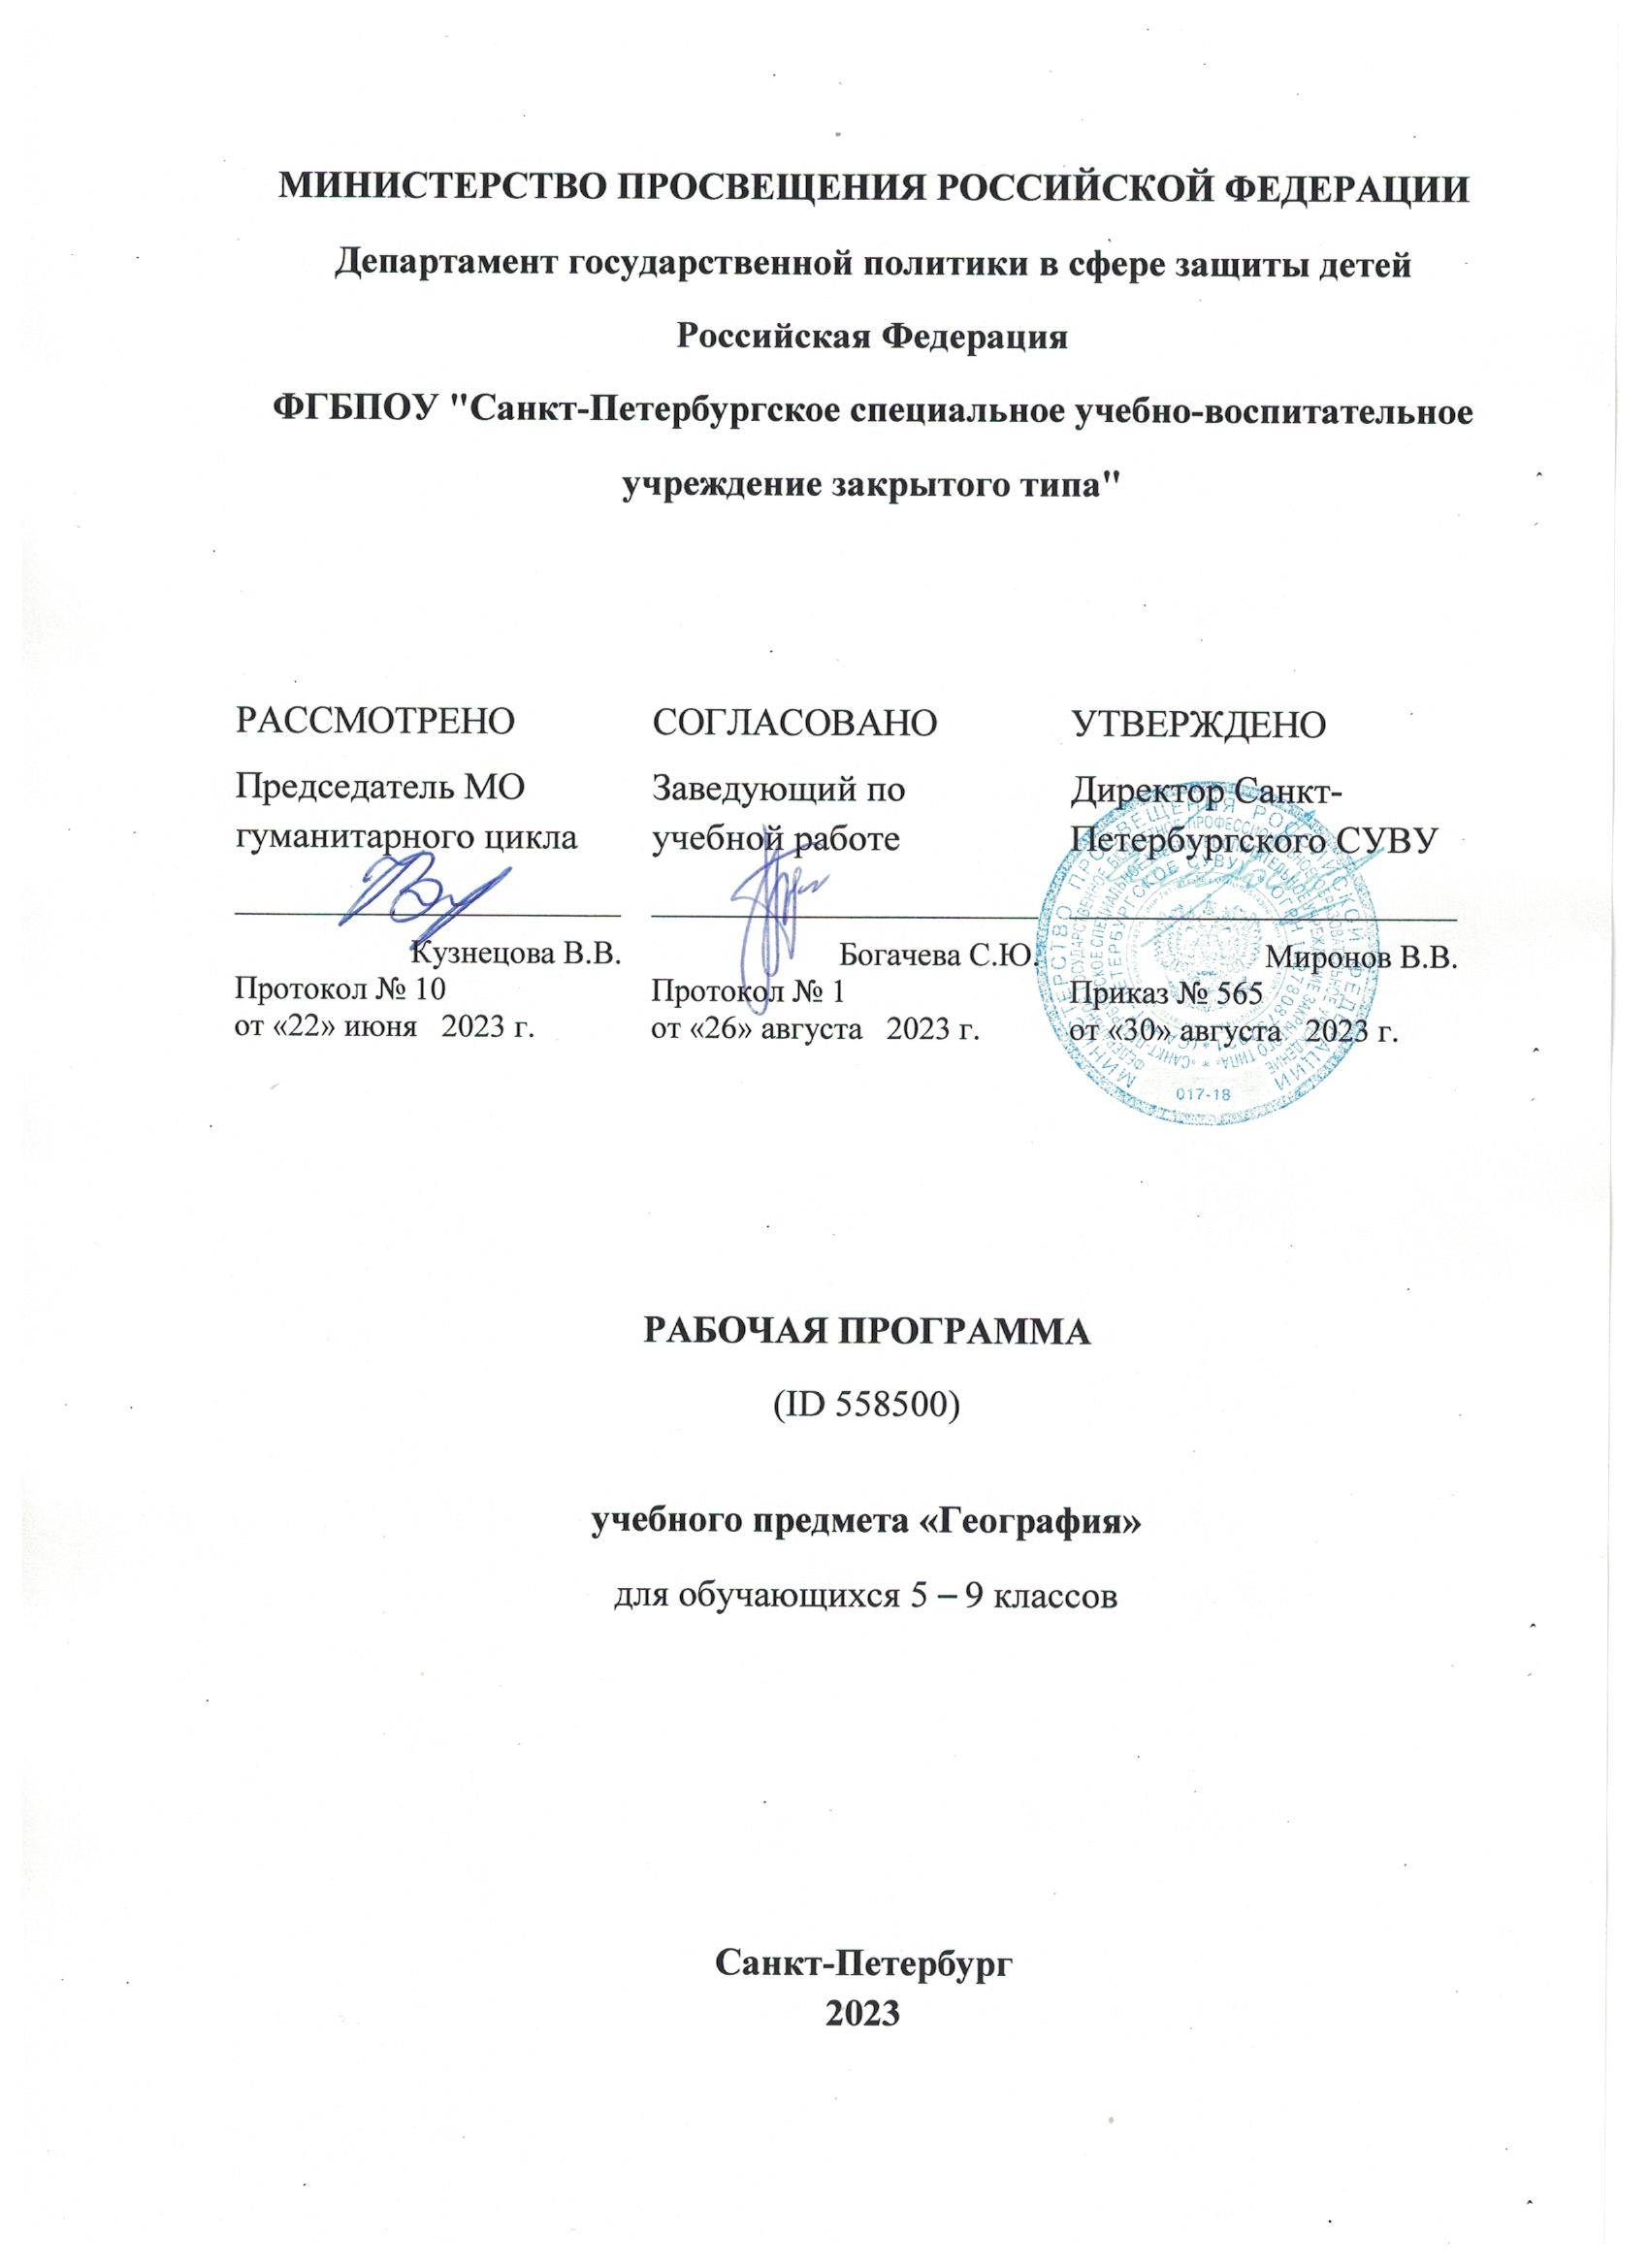 МИНИСТЕРСТВО ПРОСВЕЩЕНИЯ РОССИЙСКОЙ ФЕДЕРАЦИИ
Департамент государственной политики в сфере защиты детей
Российская Федерация
ФГБПОУ "Санкт-Петербургское специальное учебно-воспитательное
учреждение закрытого типа"
РАССМОТРЕНО
Председатель МО
гуманитарного цикла
Кузнецова В.В.
Протокол № 10
от «22» июня 2023 г.
СОГЛАСОВАНО
Заведующий по
учебной работе
Богачева С.Ю.
Протокол № 1
от «26» августа 2023 г.
УТВЕРЖДЕНО
Директор Санкт-
Петербургского СУВУ
Миронов В.В.
Приказ № 565
от «30» августа 2023 г.
МИНИСТЕРСТВО ПРОСВЕЩЕНИЯ РОССИЙСКОЙ ФЕДЕРАЦИИ
017-18
РАБОЧАЯ ПРОГРАММА
(ID 558500)
учебного предмета «География»
для обучающихся 5 – 9 классов
Санкт-Петербург
2023